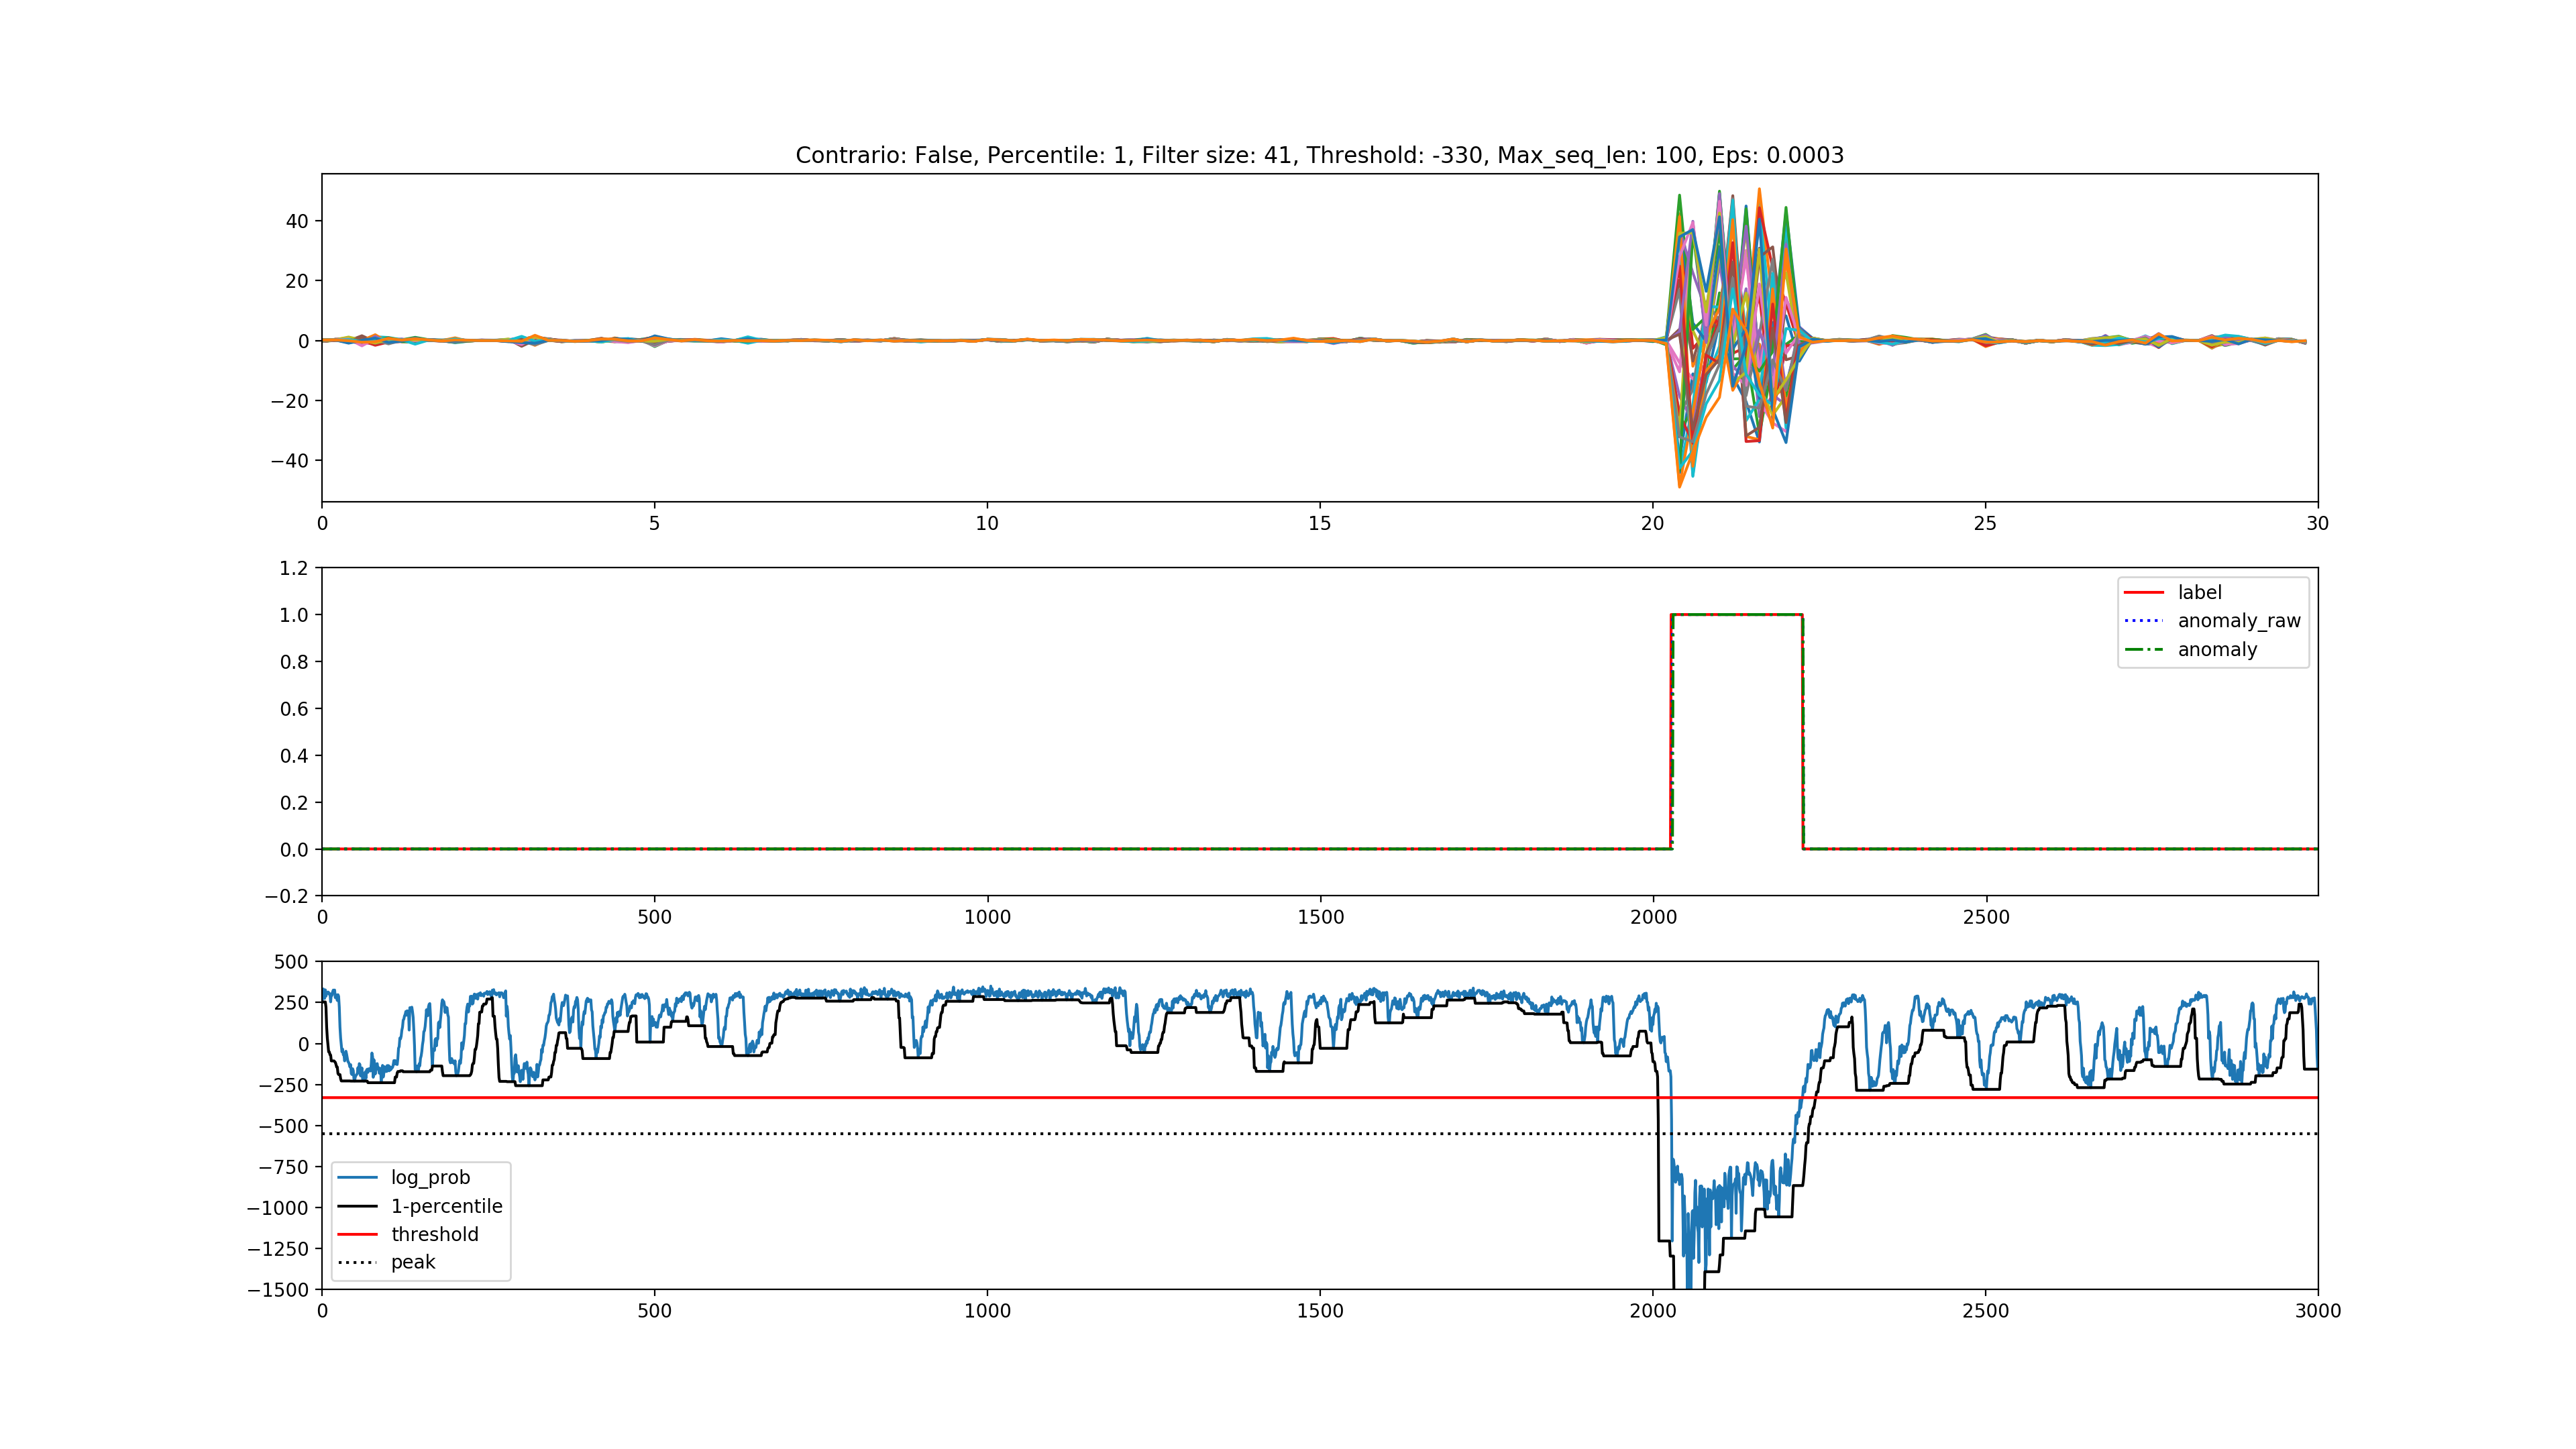 Contrario: False, Percentile: 1, Filter size: 41, Threshold: -330, Max_seq_len: 100, Eps: 0.0003
40
20
0
−20
−40
0 5 10 15 20 25 30
1.2
1.0
0.8
0.6
0.4
0.2
0.0
−0.2
label
anomaly_raw
anomaly
0 500 1000 1500 2000 2500
500
250
0
−250
−500
−750
−1000
−1250
−1500
log_prob
1-percentile
threshold
peak
0 500 1000 1500 2000 2500 3000